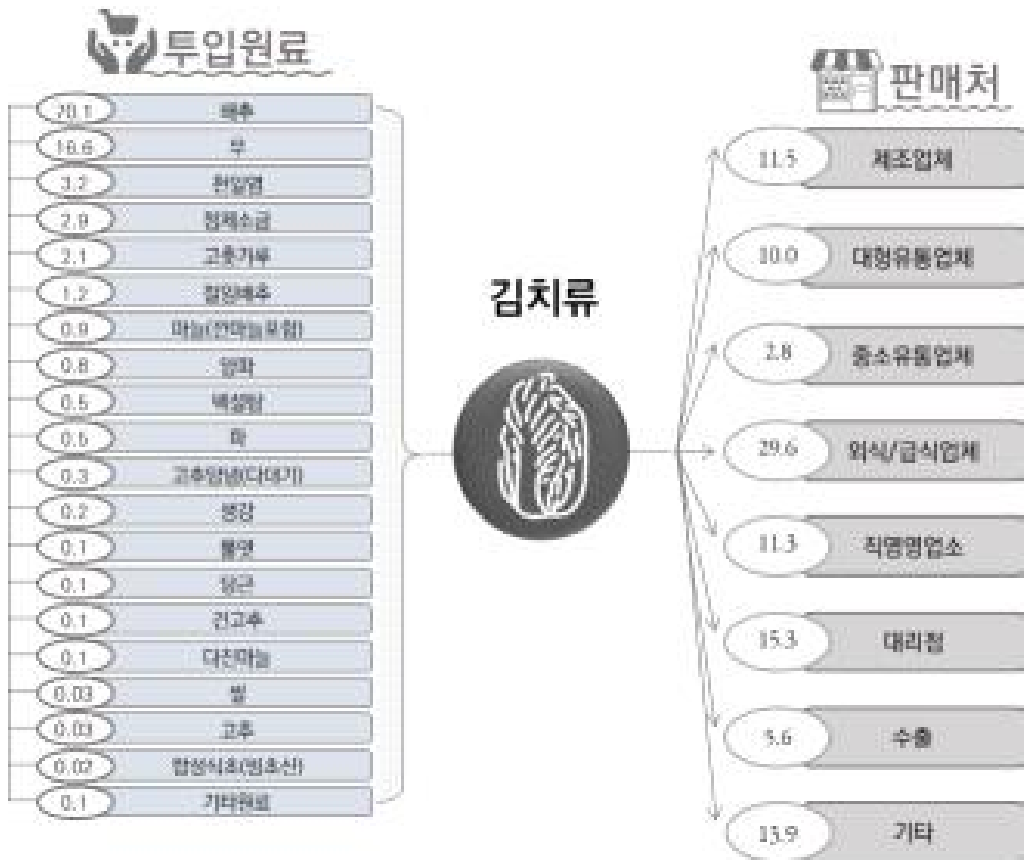 투입원료
70.1 배추
16.6 무
3.2 천일염
2.9 정제소금
2.1 고춧가루
1.2 절임배추
0.9 마늘(깐마늘포함)
0.8 양파
0.5 백설탕
0.5 파
0.3 고추양념(다대기)
0.2 생강
0.1 물엿
0.1 당근
0.1 건고추
0.1 다진마늘
0.03
0.03 고추
0.02 합성식초(빙초산)
0.1 기타원료
김치류
판매처
11.5 제조업체
10.0 대형유통업체
2.8 중소유통업체
29.6 외식/급식업체
11.3 직영영업소
15.3 대리점
5.6 수출
13.9 기타